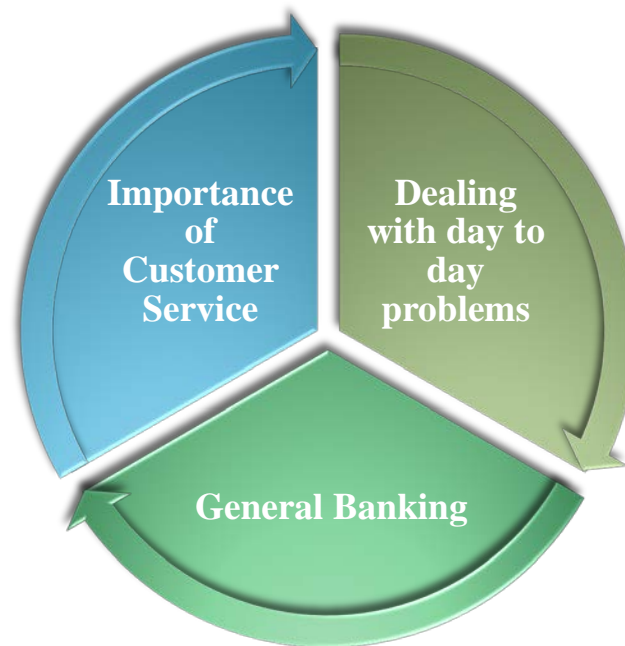 Importance
of
Customer
Service
Dealing
with day to
day
problems
General Banking